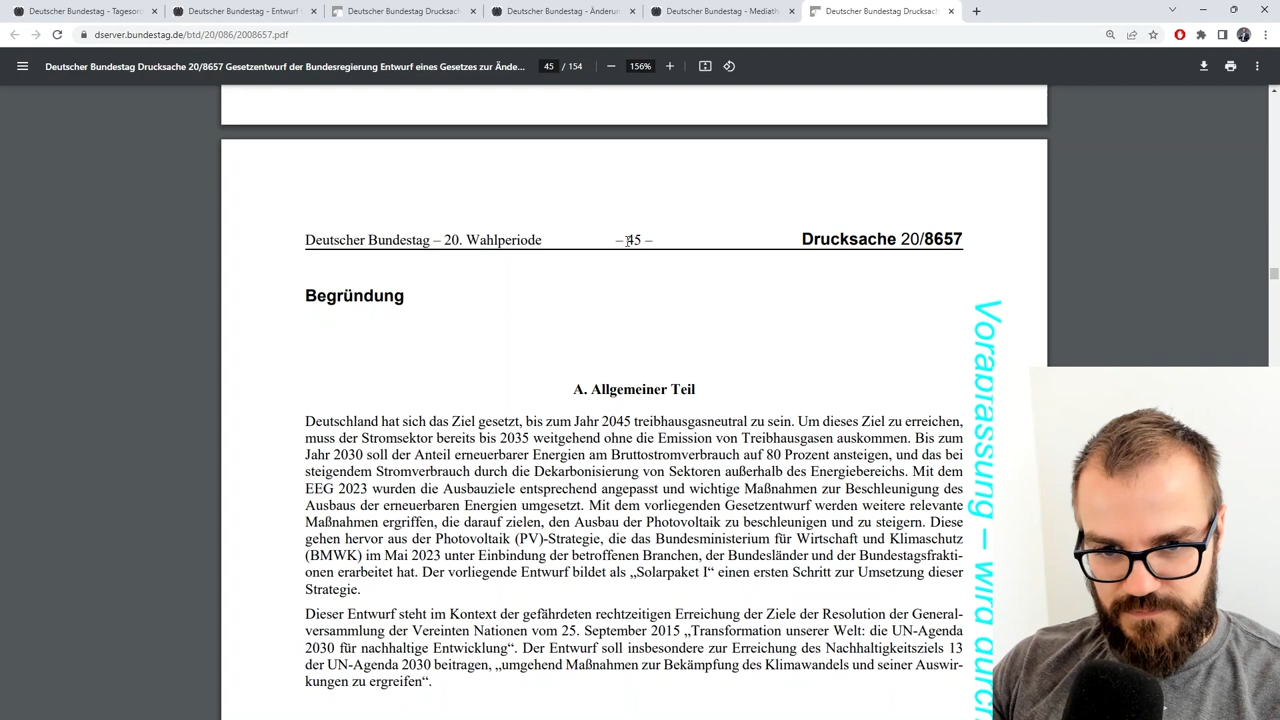 Deutscher Bundestag - Tagesor
Deutscher Bundestag - Entwurf
Deutscher Bundestag Drucksac
Deutscher Bundestag - Änderu
Deutscher Bundestag - Mediath
Deutscher Bundestag Drucksac
dserver.bundestag.de/btd/20/086/2008657.pdf
Deutscher Bundestag Drucksache 20/8657 Gesetzentwurf der Bundesregierung Entwurf eines Gesetzes zur Ände...
45 / 154
156%
Deutscher Bundestag – 20. Wahlperiode – 45 – Drucksache 20/8657
Begründung
A. Allgemeiner Teil
Deutschland hat sich das Ziel gesetzt, bis zum Jahr 2045 treibhausgasneutral zu sein. Um dieses Ziel zu erreichen,
muss der Stromsektor bereits bis 2035 weitgehend ohne die Emission von Treibhausgasen auskommen. Bis zum
Jahr 2030 soll der Anteil erneuerbarer Energien am Bruttostromverbrauch auf 80 Prozent ansteigen, und das bei
steigendem Stromverbrauch durch die Dekarbonisierung von Sektoren außerhalb des Energiebereichs. Mit dem
EEG 2023 wurden die Ausbauziele entsprechend angepasst und wichtige Maßnahmen zur Beschleunigung des
Ausbaus der erneuerbaren Energien umgesetzt. Mit dem vorliegenden Gesetzentwurf werden weitere relevante
Maßnahmen ergriffen, die darauf zielen, den Ausbau der Photovoltaik zu beschleunigen und zu steigern. Diese
gehen hervor aus der Photovoltaik (PV)-Strategie, die das Bundesministerium für Wirtschaft und Klimaschutz
(BMWK) im Mai 2023 unter Einbindung der betroffenen Branchen, der Bundesländer und der Bundestagsfrakti-
onen erarbeitet hat. Der vorliegende Entwurf bildet als „Solarpaket I“ einen ersten Schritt zur Umsetzung dieser
Strategie.
Dieser Entwurf steht im Kontext der gefährdeten rechtzeitigen Erreichung der Ziele der Resolution der General-
versammlung der Vereinten Nationen vom 25. September 2015 „Transformation unserer Welt: die UN-Agenda
2030 für nachhaltige Entwicklung“. Der Entwurf soll insbesondere zur Erreichung des Nachhaltigkeitsziels 13
der UN-Agenda 2030 beitragen, „umgehend Maßnahmen zur Bekämpfung des Klimawandels und seiner Auswir-
kungen zu ergreifen“.
Vorabfassung – wird durch